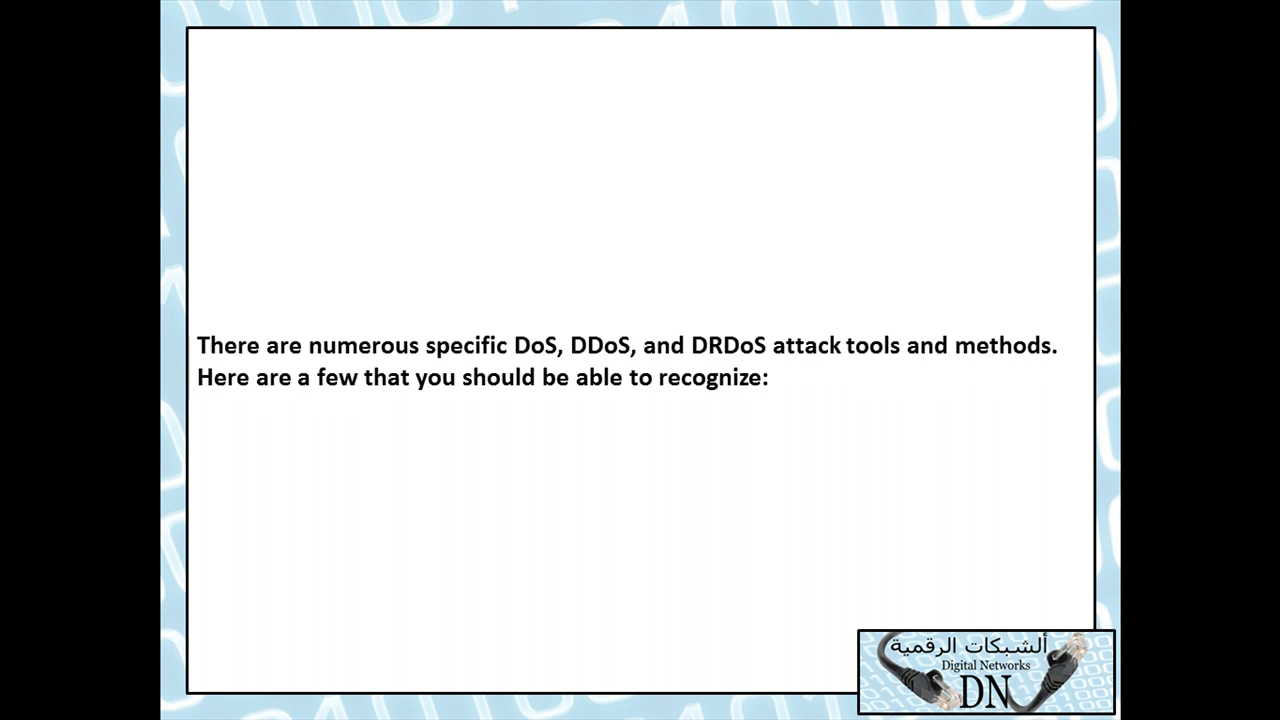 There are numerous specific DoS, DDoS, and DRDoS attack tools and methods.
Here are a few that you should be able to recognize:
ألشبكات الرقمية
Digital Networks
DN